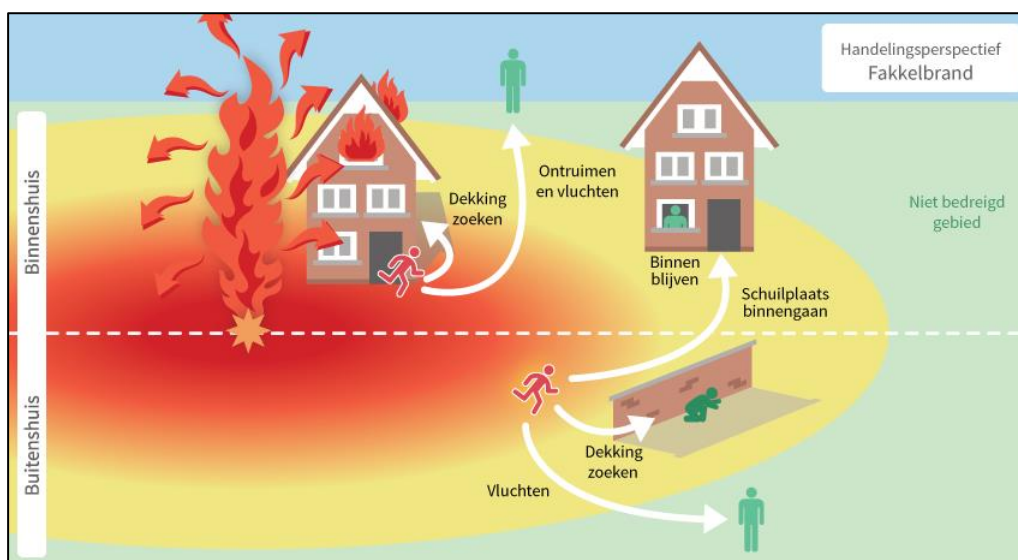 Handelingsperspectief
Fakkelbrand
Binnenshuis
Ontruimen
en vluchten
Dekking
zoeken
Niet bedreigd
gebied
Binnen
blijven
Schuilplaats
binnengaan
Buitenshuis
Dekking
zoeken
Vluchten